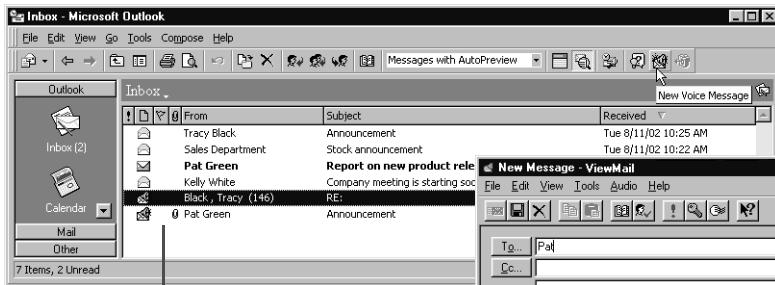 Inbox - Microsoft Outlook
File Edit View Go Tools Compose Help
Messages with AutoPreview
New Voice Message
Outlook
Inbox.
From Subject Received
Tracy Black Announcement Tue 8/11/02 10:25 AM
Sales Department Stock announcement Tue 8/11/02 10:22 AM
Inbox (2)
Pat Green Report on new product rele
Kelly White Company meeting is starting soo
Black , Tracy (146) RE:
Pat Green Announcement
Calendar
Mail
Other
7 Items, 2 Unread
New Message - ViewMail
File Edit View Tools Audio Help
To... Pat
Cc...